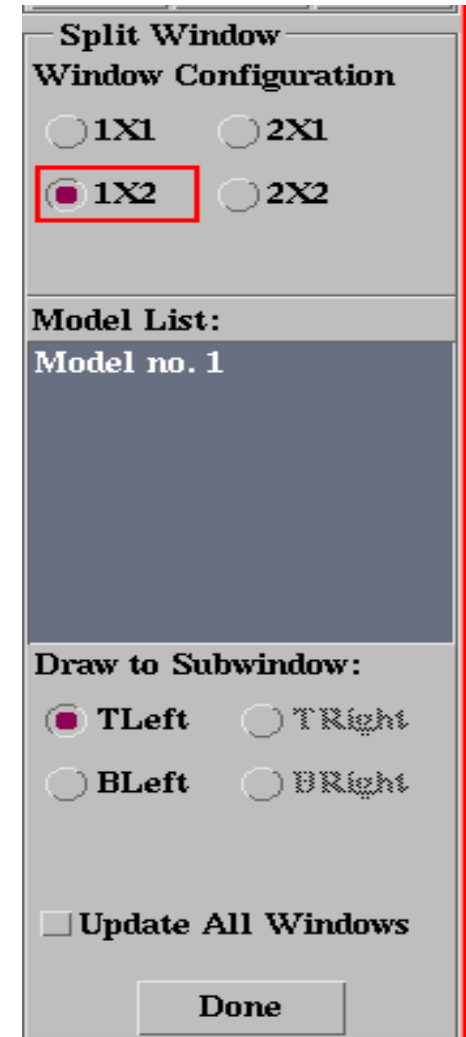 Split Window
Window Configuration
1X1 2X1
1X2 2X2
Model List:
Model no. 1
Draw to Subwindow:
TLeft TRight
BLeft BRight
Update All Windows
Done